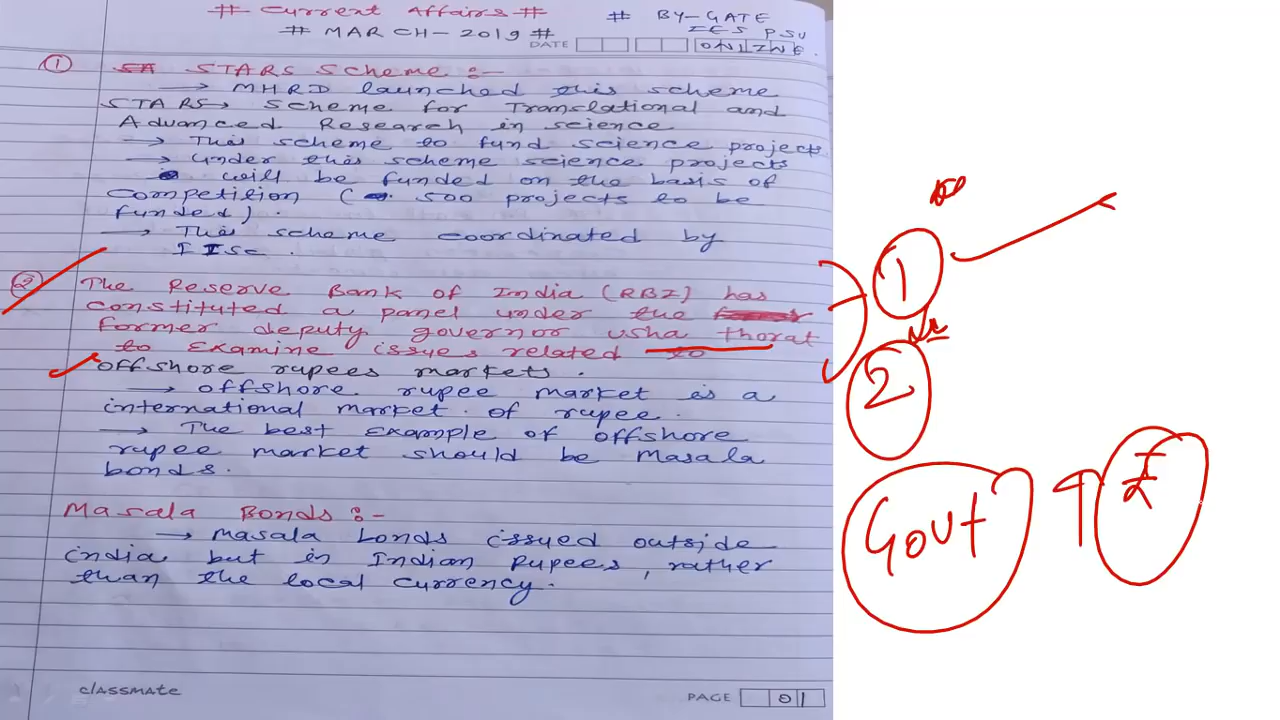 # Current Affairs #
# BY-GATE
IES PSU
# MARCH-2019 #
DATE
ONLINE.
① STARS Scheme :-
→ MHRD launched this scheme
STARS→ Scheme for Translational and
Advanced Research in science
→ This scheme to fund science projects.
→ under this scheme science projects
will be funded on the basis of
Competition ( 500 projects to be
funded).
→ This scheme coordinated by
IISc.
② The Reserve Bank of India (RBI) has
constituted a panel under the
former deputy governor usha thorat
to examine issues related to
offshore rupees markets.
→ offshore rupee market is a
international market. of rupee.
→ The best example of offshore
rupee market should be Masala
bonds.
Masala Bonds :-
→ Masala bonds issued outside
india but in Indian Rupees, rather
than the local currency.
classmate
PAGE 01
1
2
Govt